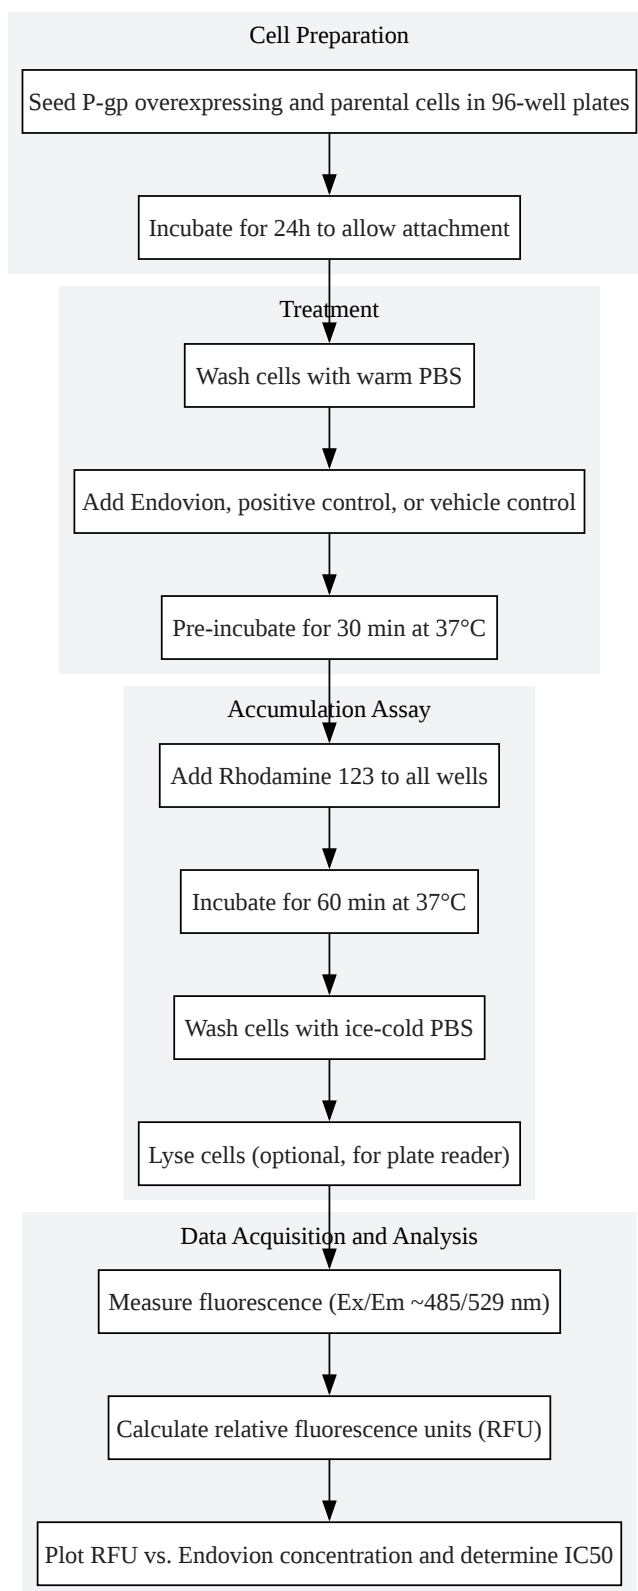 Cell Preparation
Seed P-gp overexpressing and parental cells in 96-well plates
Incubate for 24h to allow attachment
Treatment
Wash cells with warm PBS
Add Endovion, positive control, or vehicle control
Pre-incubate for 30 min at 37°C
Accumulation Assay
Add Rhodamine 123 to all wells
Incubate for 60 min at 37°C
Wash cells with ice-cold PBS
Lyse cells (optional, for plate reader)
Data Acquisition and Analysis
Measure fluorescence (Ex/Em ~485/529 nm)
Calculate relative fluorescence units (RFU)
Plot RFU vs. Endovion concentration and determine IC50